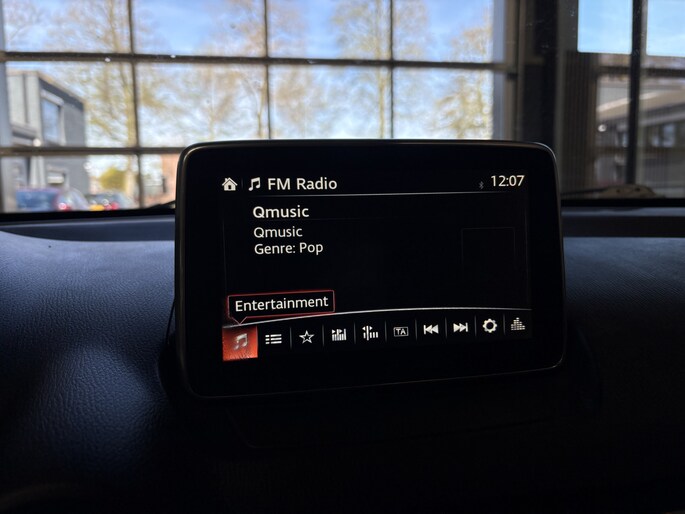 FM Radio 12:07
Qmusic
Qmusic
Genre: Pop
Entertainment
TA